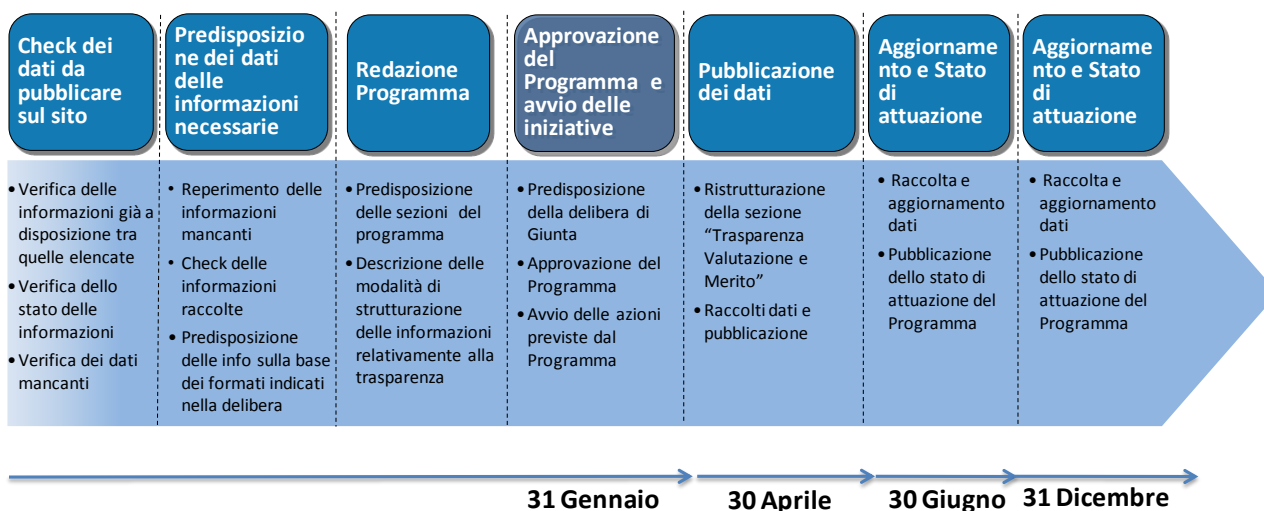 Check dei
dati da
pubblicare
sul sito
Predisposizio
ne dei dati
delle
informazioni
necessarie
Redazione
Programma
Approvazione
del
Programma e
avvio delle
iniziative
Pubblicazione
dei dati
Aggiorname
nto e Stato
di
attuazione
Aggiorname
nto e Stato
di
attuazione
• Verifica delle
informazioni già a
disposizione tra
quelle elencate
• Verifica dello
stato delle
informazioni
• Verifica dei dati
mancanti
• Reperimento delle
informazioni
mancanti
• Check delle
informazioni
raccolte
• Predisposizione
delle info sulla base
dei formati indicati
nella delibera
• Predisposizione
delle sezioni del
programma
• Descrizione delle
modalità di
strutturazione
delle informazioni
relativamente alla
trasparenza
• Predisposizione
della delibera di
Giunta
• Approvazione del
Programma
• Avvio delle azioni
previste dal
Programma
• Ristrutturazione
della sezione
“Trasparenza
Valutazione e
Merito”
• Raccolti dati e
pubblicazione
• Raccolta e
aggiornamento
dati
• Pubblicazione
dello stato di
attuazione del
Programma
• Raccolta e
aggiornamento
dati
• Pubblicazione
dello stato di
attuazione del
Programma
31 Gennaio
30 Aprile
30 Giugno
31 Dicembre